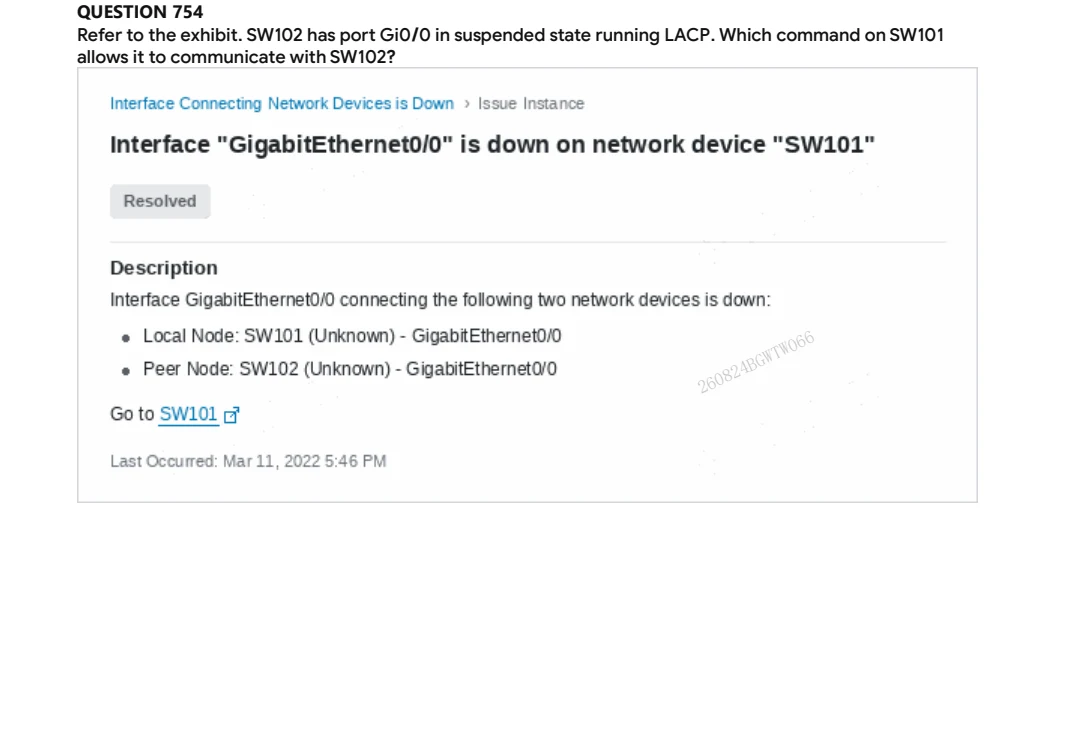 QUESTION 754
Refer to the exhibit. SW102 has port Gi0/0 in suspended state running LACP. Which command on SW101
allows it to communicate with SW102?
Interface Connecting Network Devices is Down › Issue Instance
Interface "GigabitEthernet0/0" is down on network device "SW101"
Resolved
Description
Interface GigabitEthernet0/0 connecting the following two network devices is down:
• Local Node: SW101 (Unknown) - GigabitEthernet0/0
• Peer Node: SW102 (Unknown) - GigabitEthernet0/0
260824BGWTW066
Go to SW101
Last Occurred: Mar 11, 2022 5:46 PM